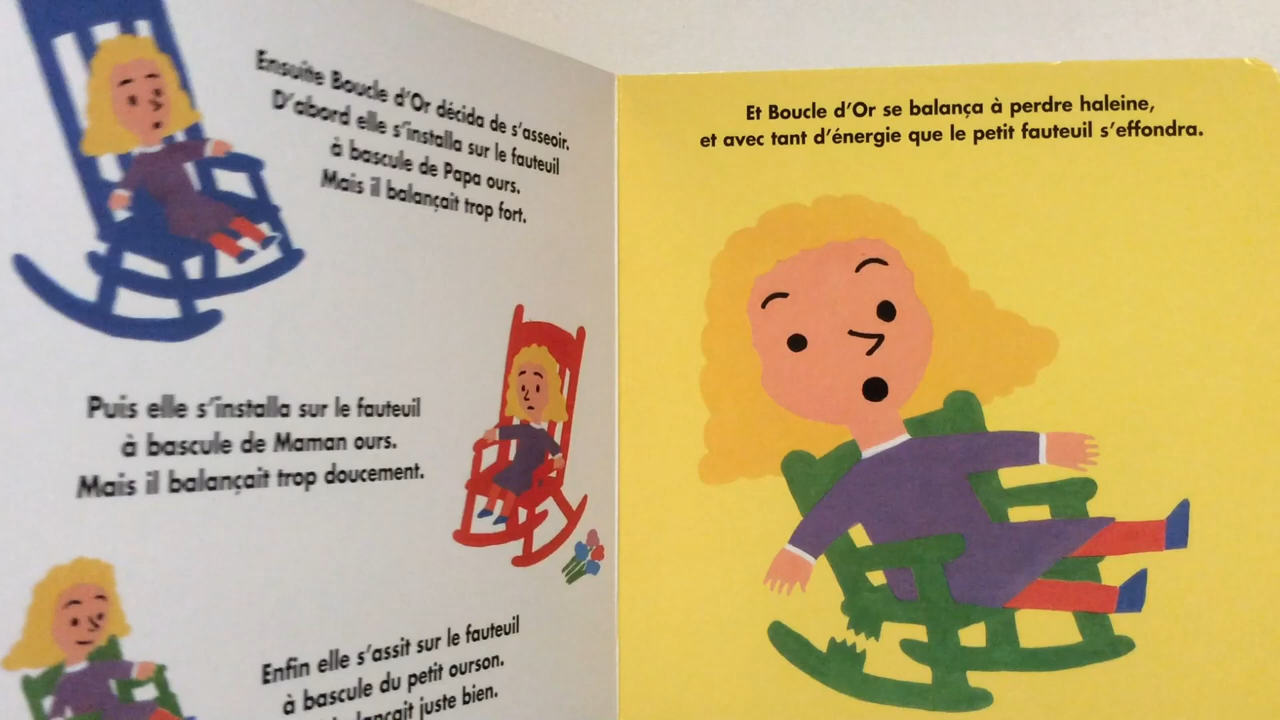 Ensuite Boucle d'Or décida de s'asseoir.
D'abord elle s'installa sur le fauteuil
à bascule de Papa ours.
Mais il balançait trop fort.
Puis elle s'installa sur le fauteuil
à bascule de Maman ours.
Mais il balançait trop doucement.
Enfin elle s'assit sur le fauteuil
à bascule du petit ourson.
juste bien.
Et Boucle d'Or se balança à perdre haleine,
et avec tant d'énergie que le petit fauteuil s'effondra.